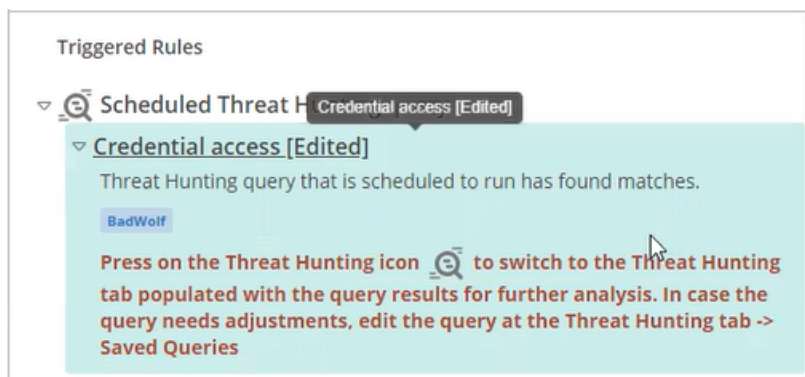 Triggered Rules
Scheduled Threat H
Credential access [Edited]
Credential access [Edited]
Threat Hunting query that is scheduled to run has found matches.
BadWolf
Press on the Threat Hunting icon to switch to the Threat Hunting
tab populated with the query results for further analysis. In case the
query needs adjustments, edit the query at the Threat Hunting tab ->
Saved Queries